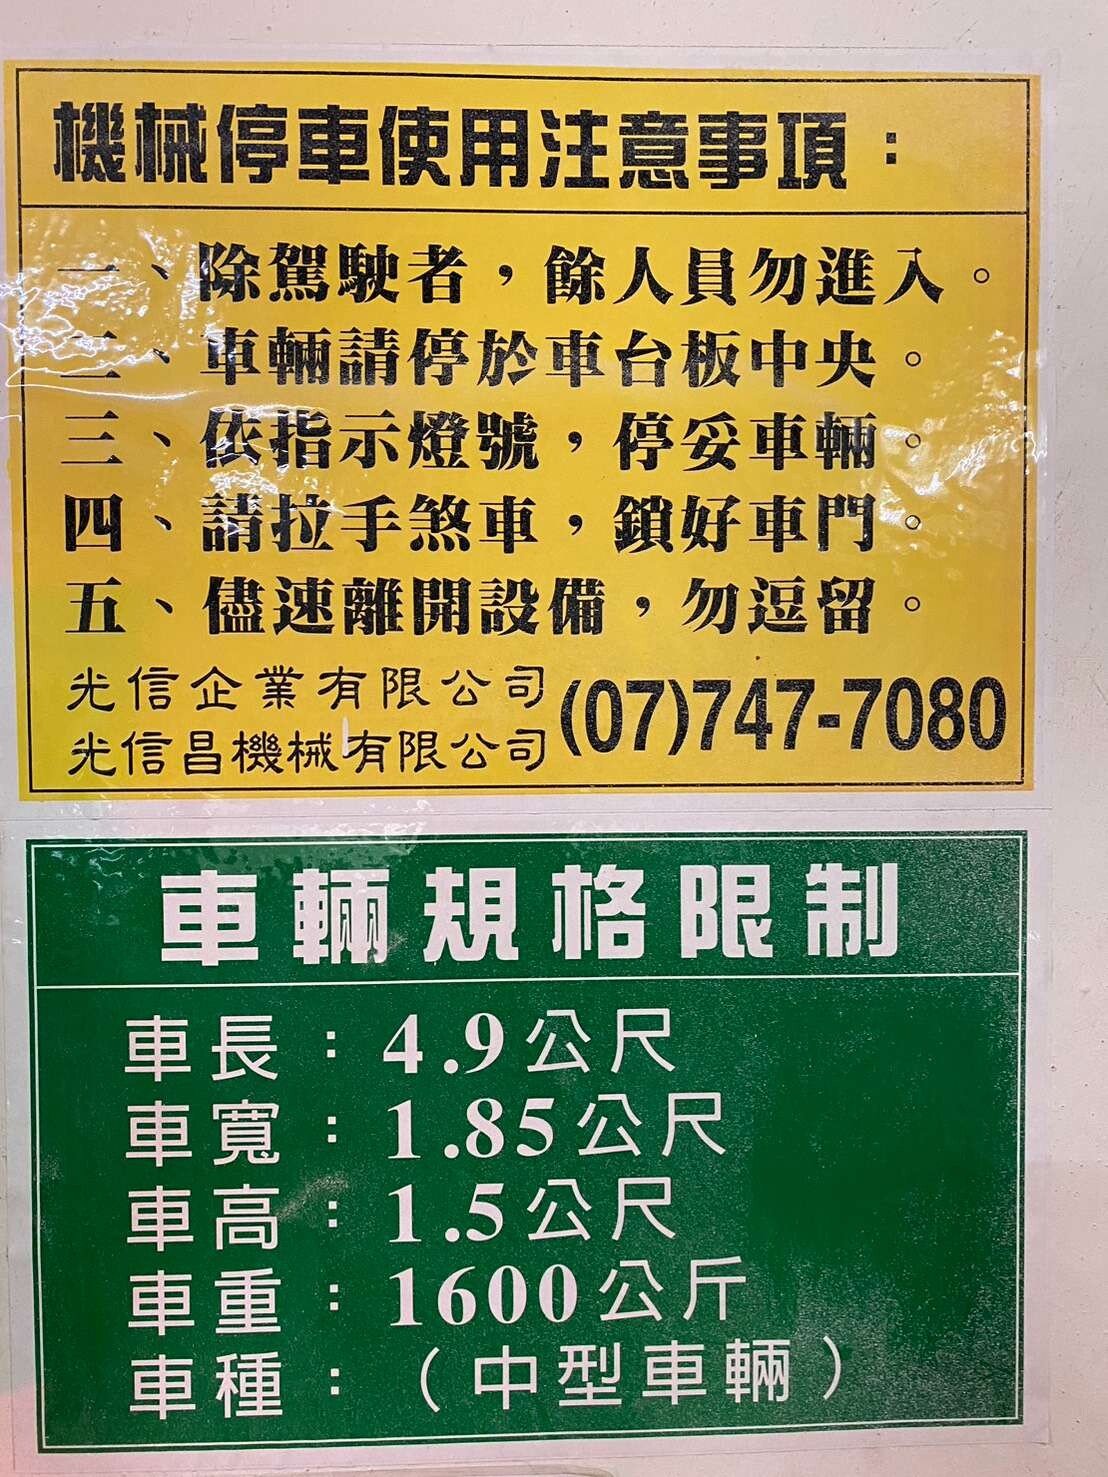 機械停車使用注意事項：
一、除駕駛者，餘人員勿進入。
二、車輛請停於車台板中央。
三、依指示燈號，停妥車輛。
四、請拉手煞車，鎖好車門。
五、儘速離開設備，勿逗留。
光信企業有限公司
光信昌機械有限公司 (07)747-7080
車輛規格限制
車長：4.9公尺
車寬：1.85公尺
車高：1.5公尺
車重：1600公斤
車種：（中型車輛）